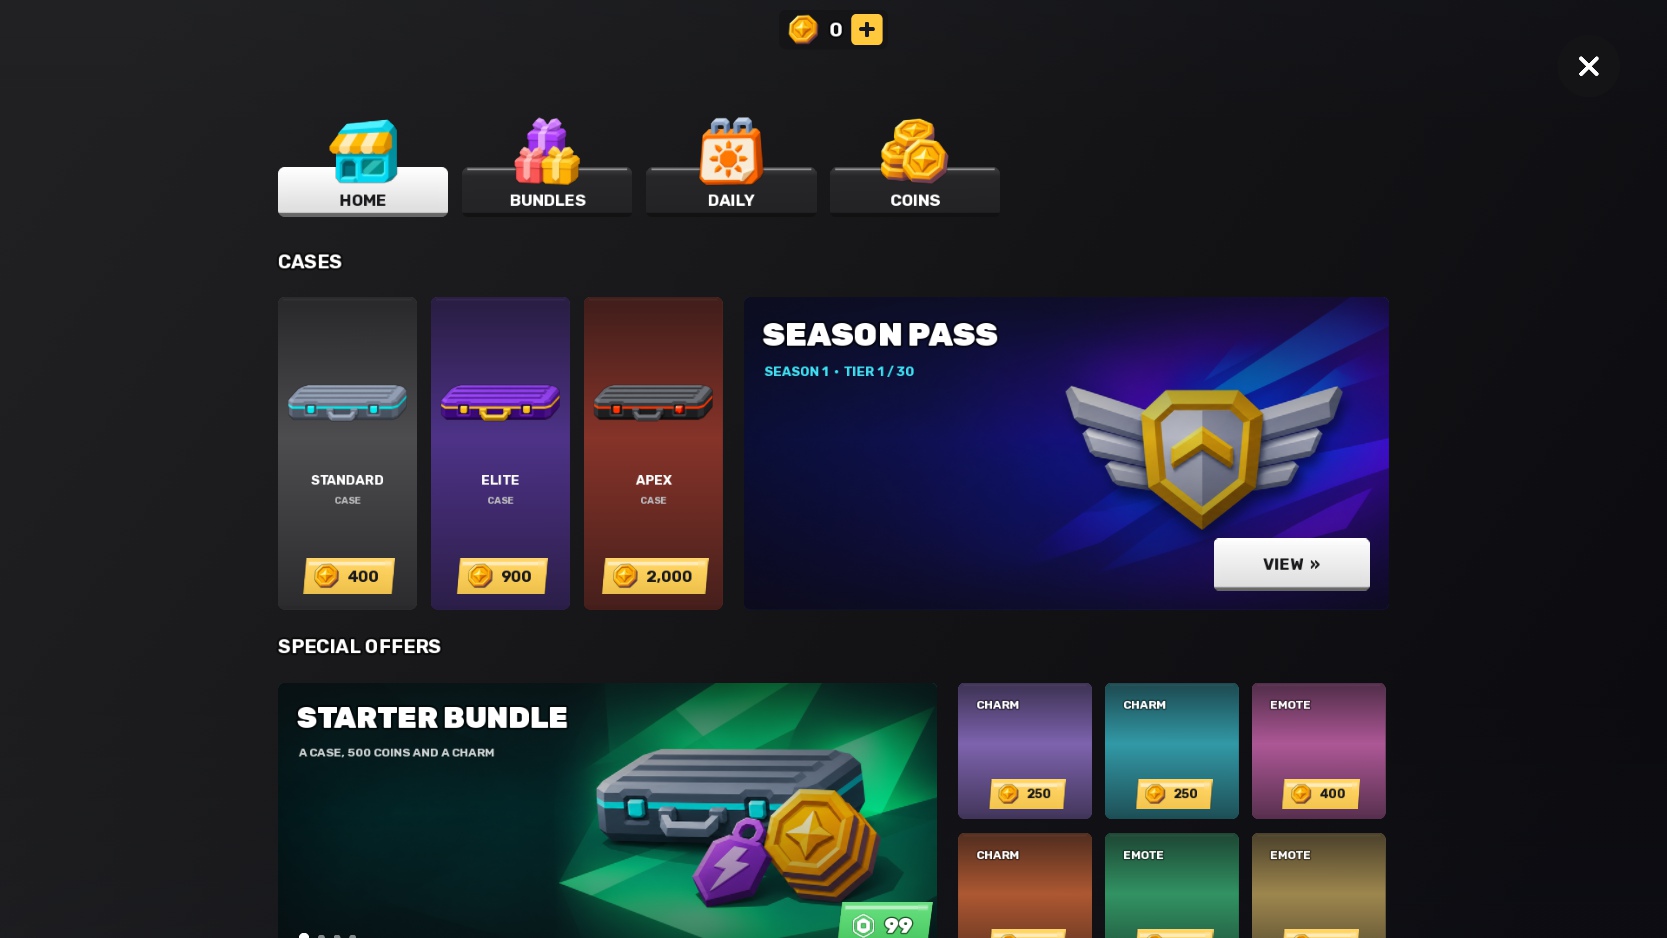 0
HOME
BUNDLES
DAILY
COINS
CASES
STANDARD
CASE
400
ELITE
CASE
900
APEX
CASE
2,000
SEASON PASS
SEASON 1 • TIER 1 / 30
VIEW »
SPECIAL OFFERS
STARTER BUNDLE
A CASE, 500 COINS AND A CHARM
99
CHARM
250
CHARM
250
EMOTE
400
CHARM
EMOTE
EMOTE